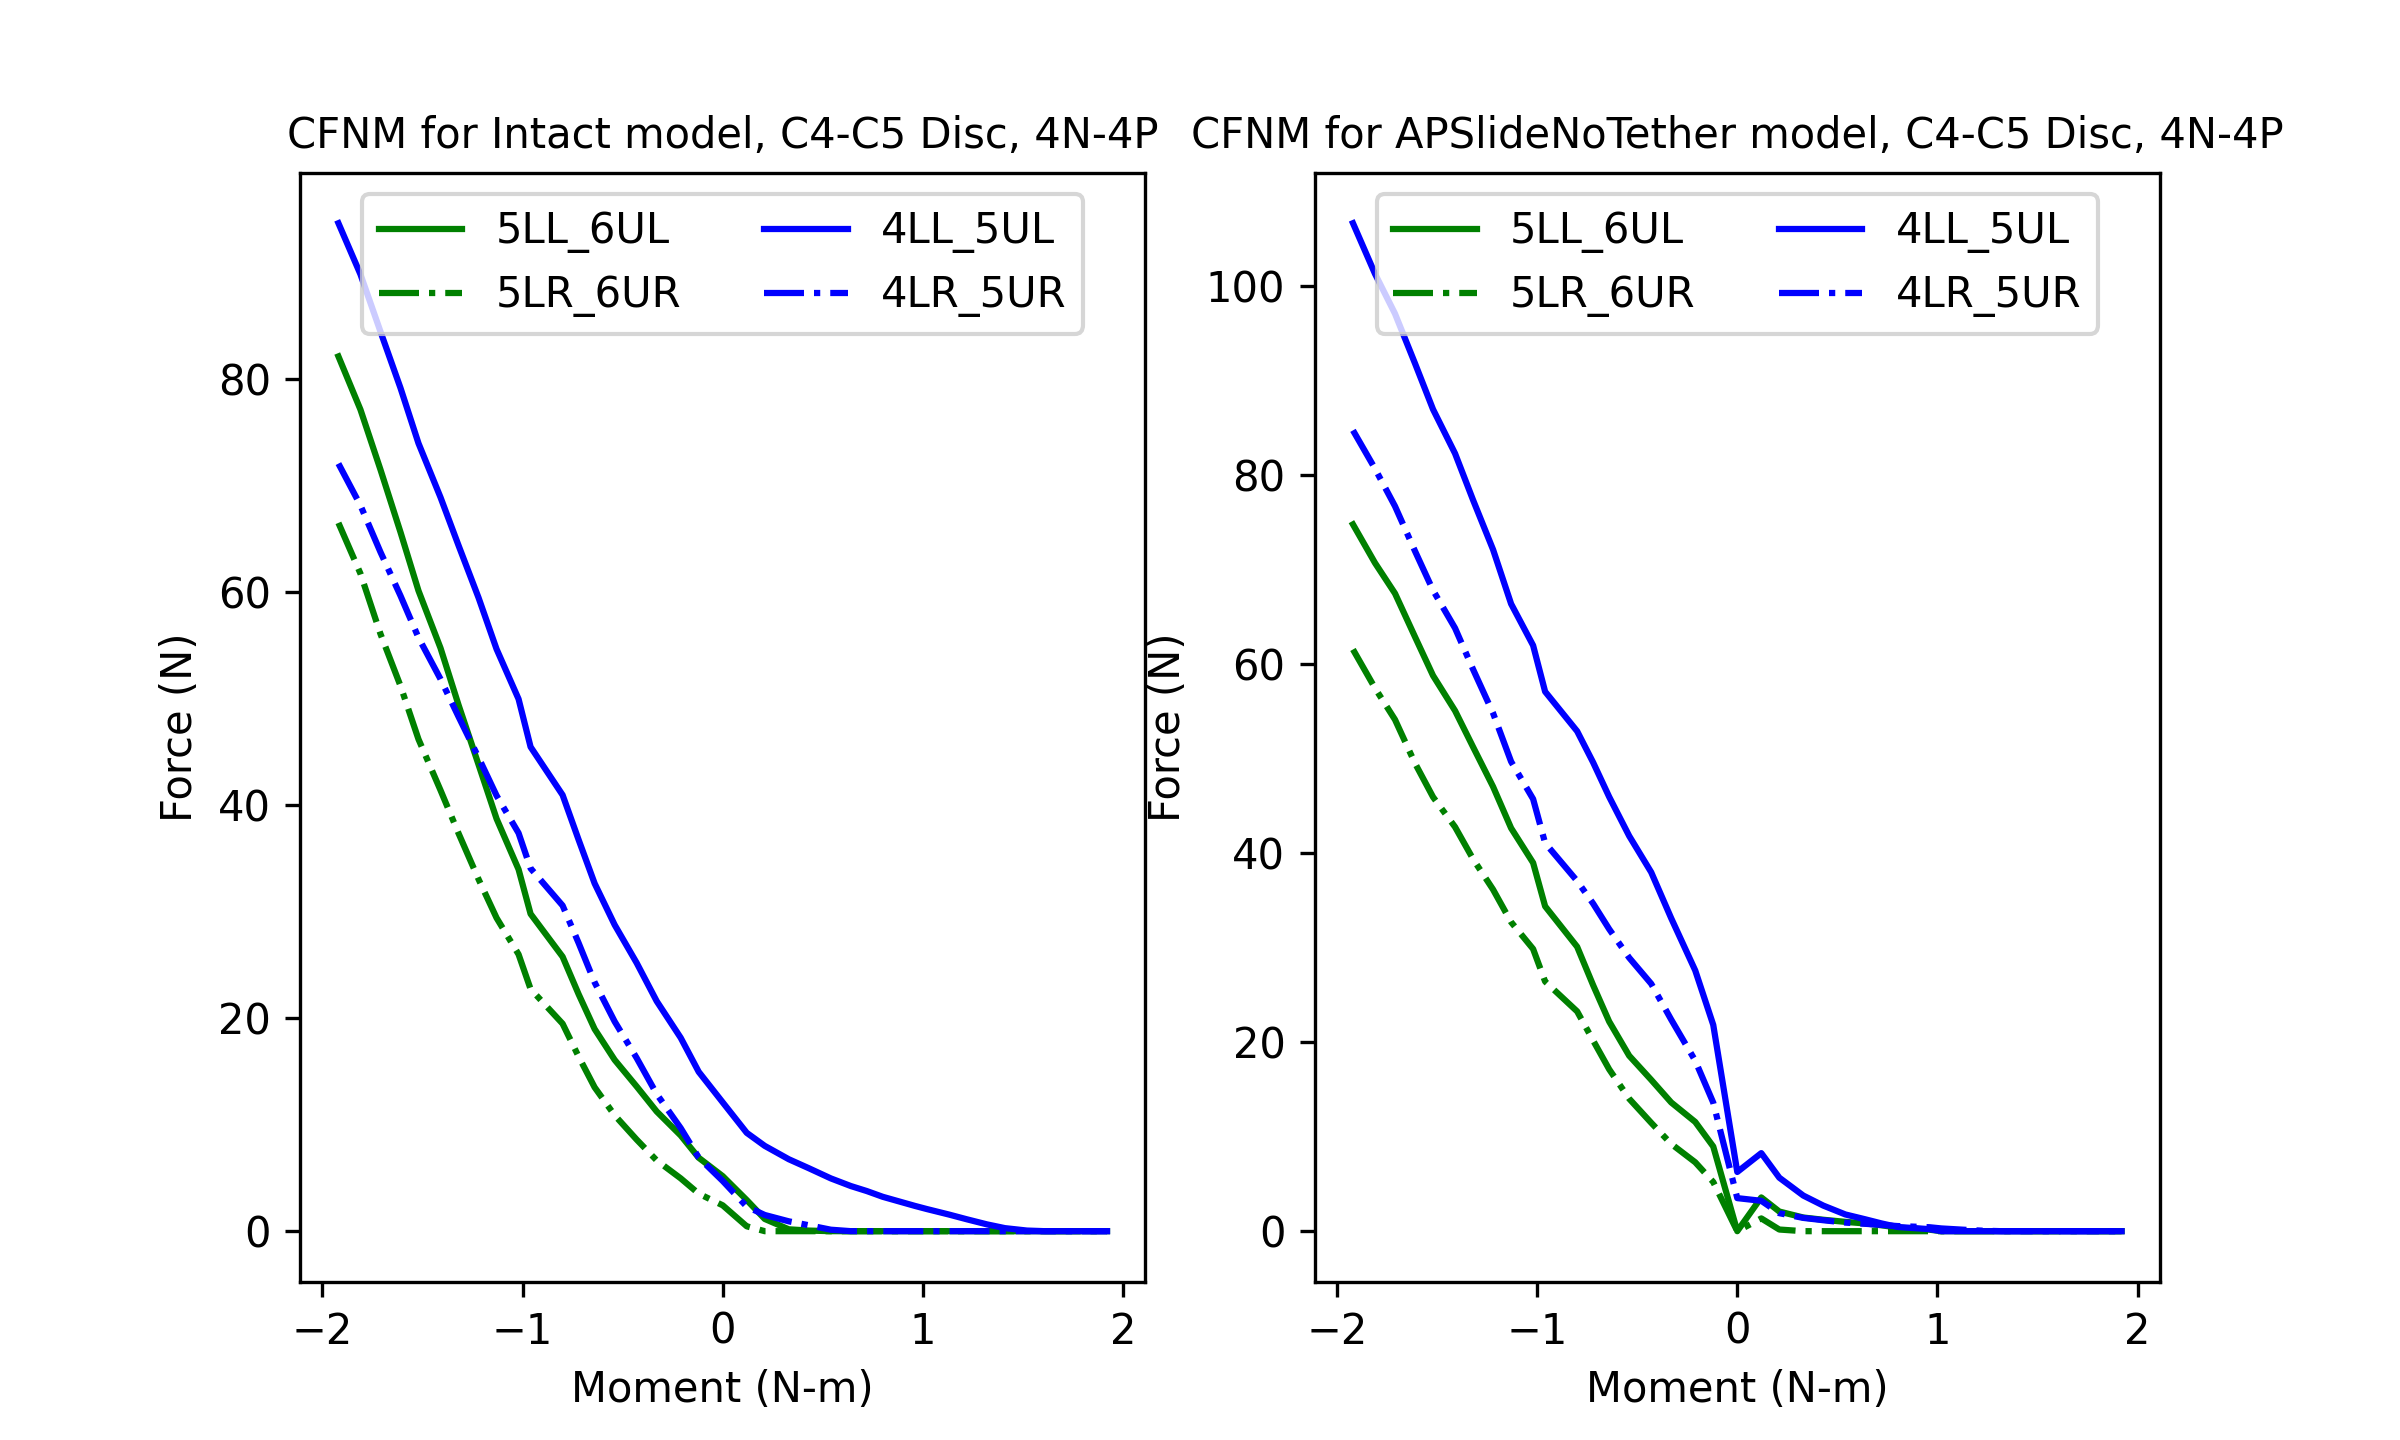 CFNM for Intact model, C4-C5 Disc, 4N-4P
5LL_6UL
5LR_6UR
4LL_5UL
4LR_5UR
80
60
40
20
0
Force (N)
−2
−1
0
1
2
Moment (N-m)
CFNM for APSlideNoTether model, C4-C5 Disc, 4N-4P
5LL_6UL
5LR_6UR
4LL_5UL
4LR_5UR
100
80
60
40
20
0
Force (N)
−2
−1
0
1
2
Moment (N-m)